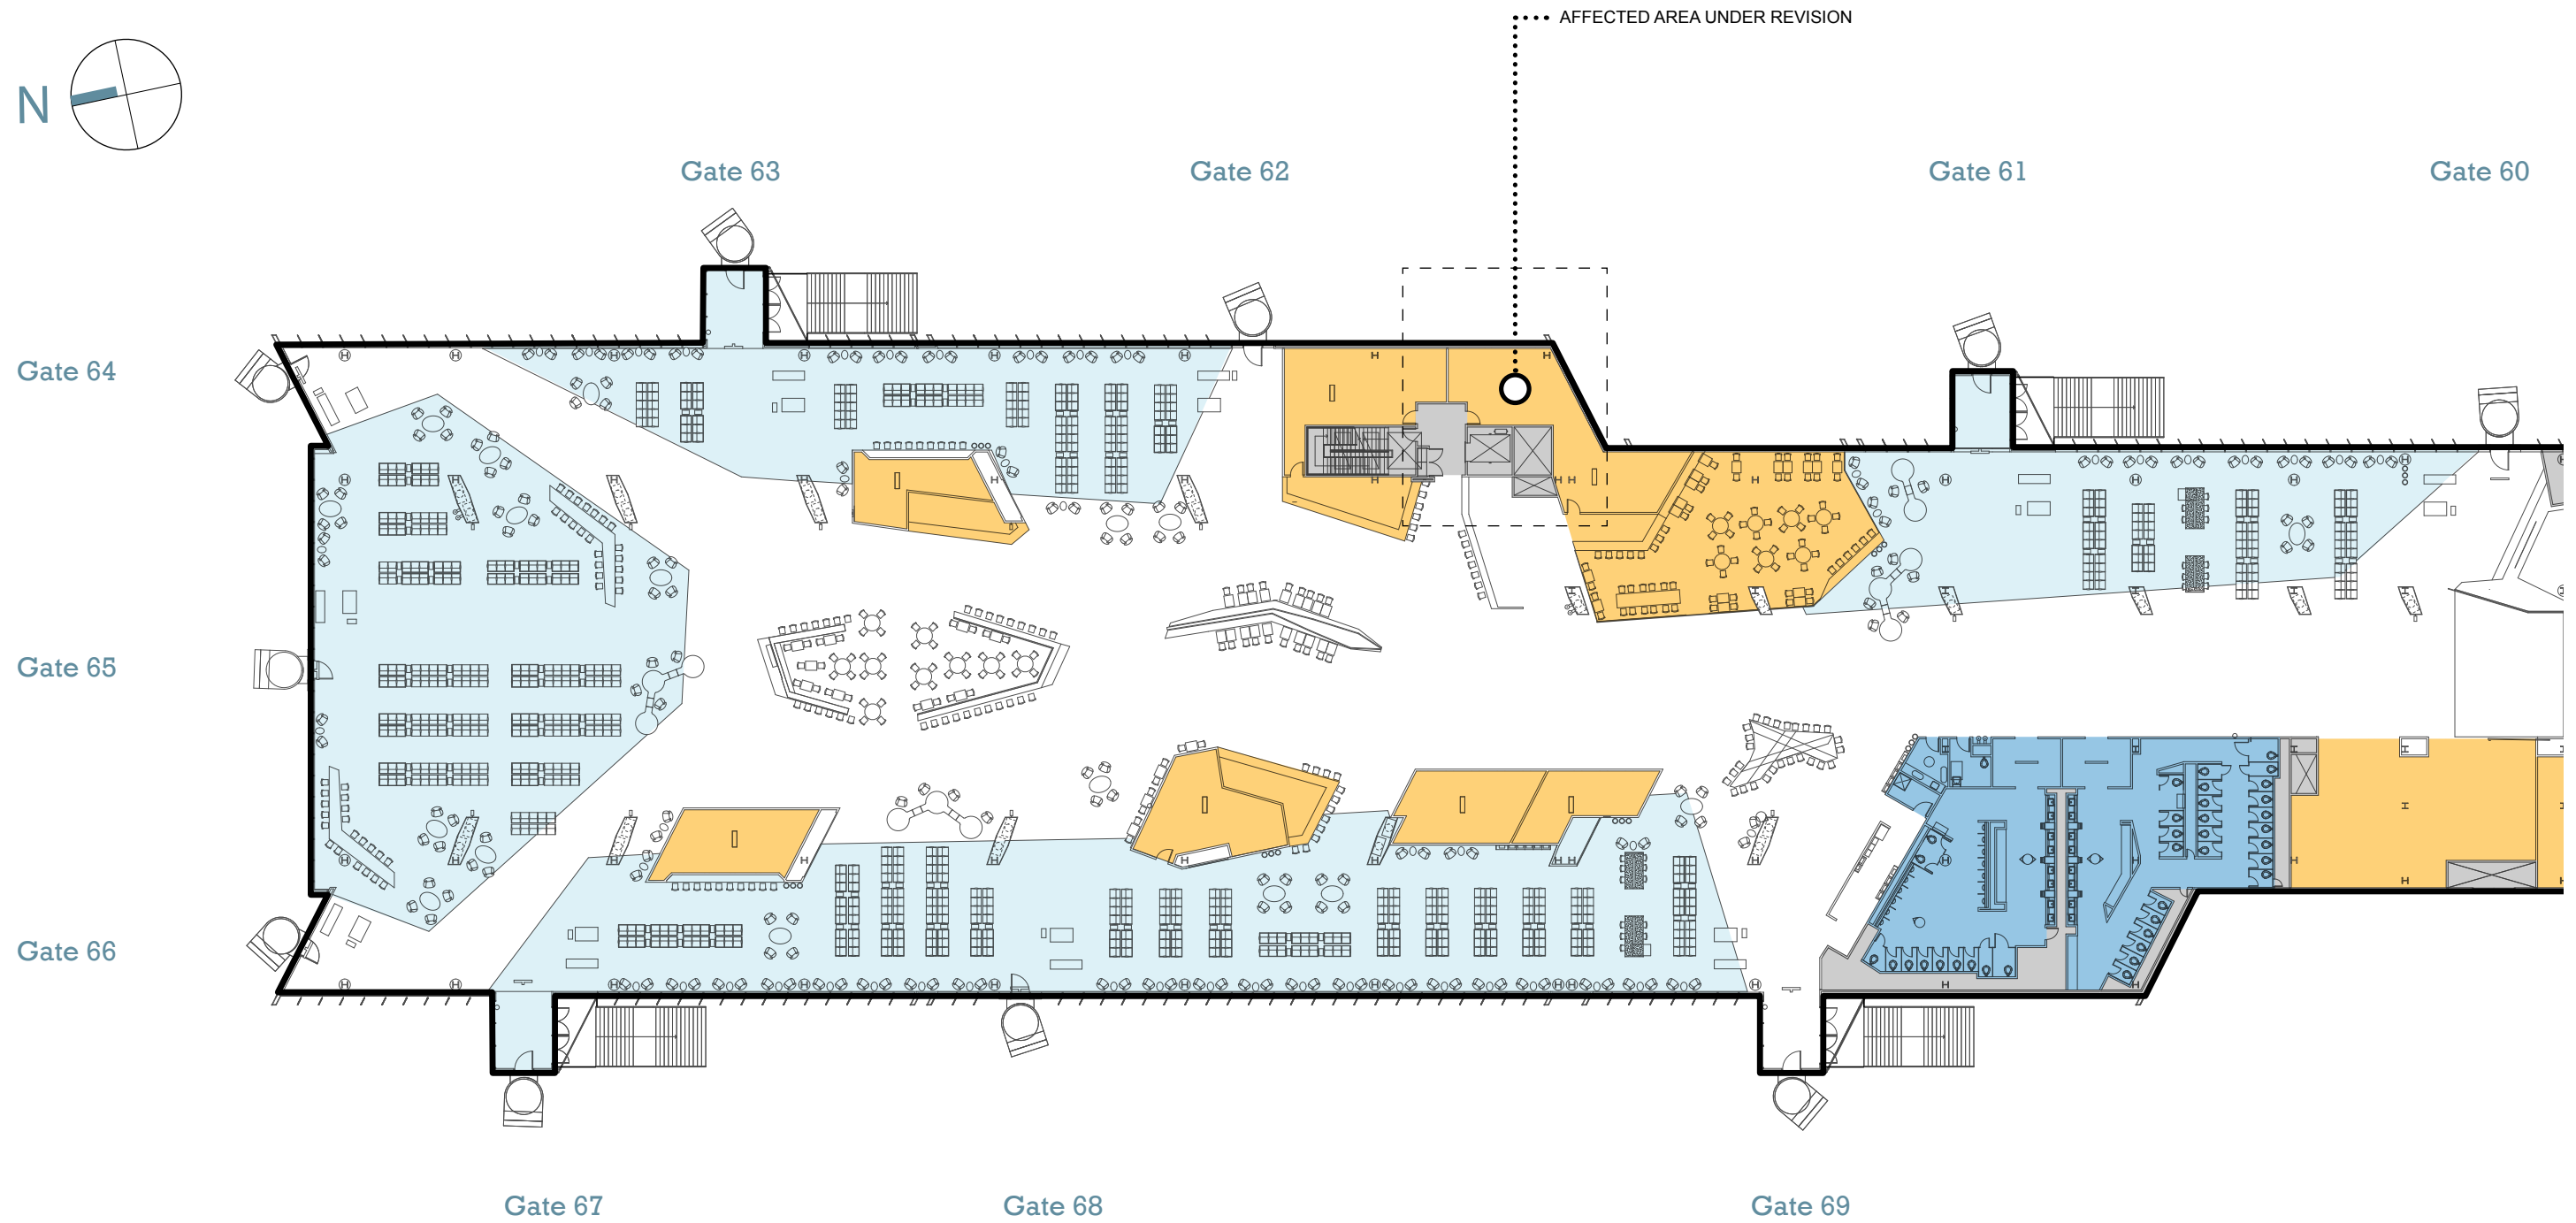 AFFECTED AREA UNDER REVISION
N
Gate 63
Gate 62
Gate 61
Gate 60
Gate 64
Gate 65
Gate 66
Gate 67
Gate 68
Gate 69